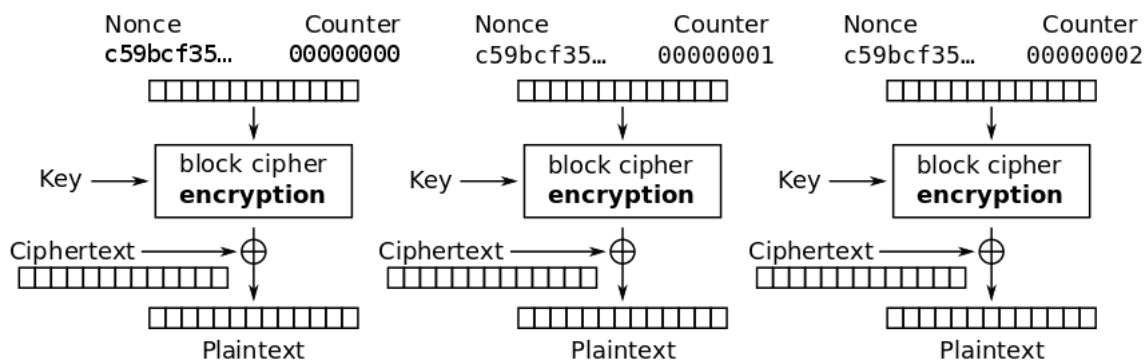 Nonce Counter Nonce Counter Nonce Counter
c59bcf35… 00000000 c59bcf35… 00000001 c59bcf35… 00000002
block cipher block cipher block cipher
Key encryption Key encryption Key encryption
Ciphertext Ciphertext Ciphertext
Plaintext Plaintext Plaintext